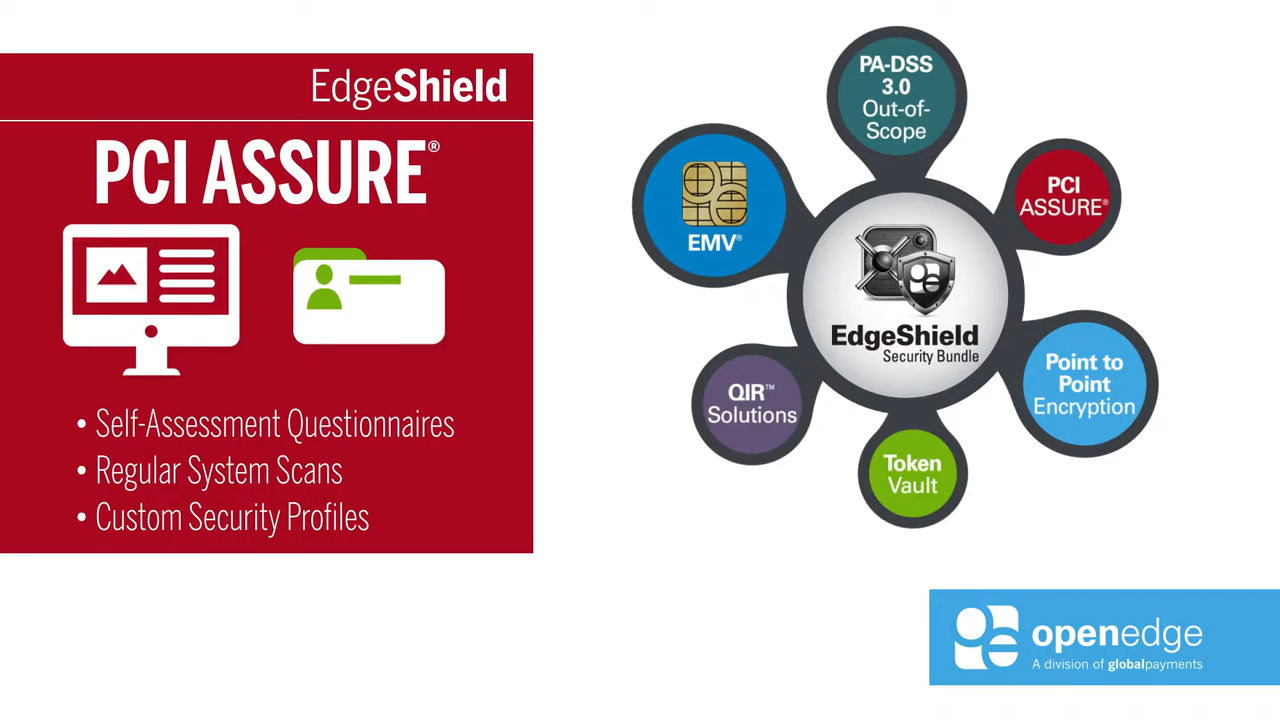 EdgeShield
PCI ASSURE®
• Self-Assessment Questionnaires
• Regular System Scans
• Custom Security Profiles
PA-DSS
3.0
Out-of-
Scope
EMV®
PCI
ASSURE®
EdgeShield
Security Bundle
Point to
Point
Encryption
QIR™
Solutions
Token
Vault
openedge
A division of globalpayments